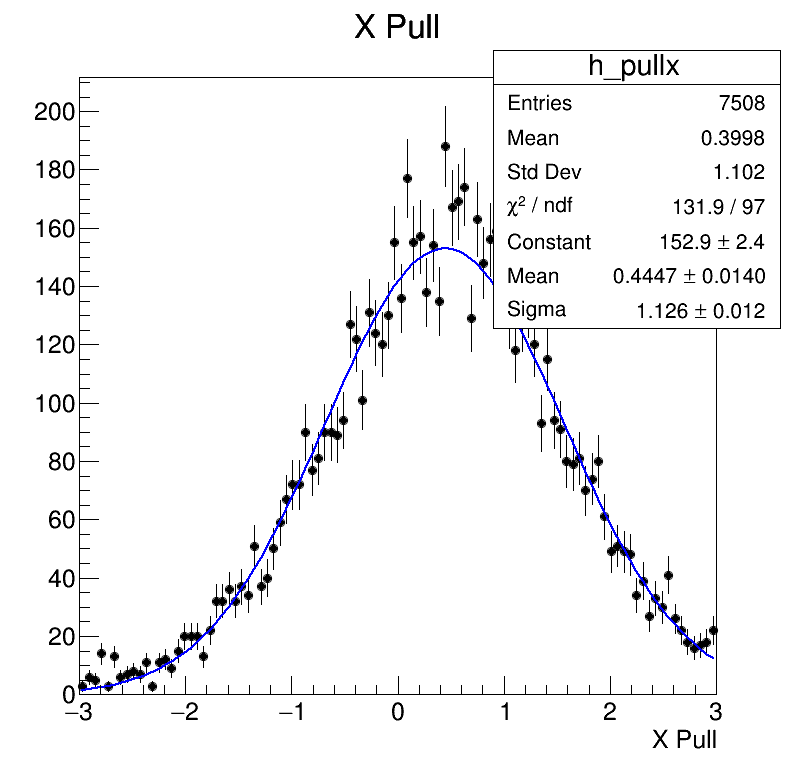 X Pull
h_pullx
Entries 7508
Mean 0.3998
Std Dev 1.102
χ² / ndf 131.9 / 97
Constant 152.9 ± 2.4
Mean 0.4447 ± 0.0140
Sigma 1.126 ± 0.012
200
180
160
140
120
100
80
60
40
20
0
−3 −2 −1 0 1 2 3
X Pull